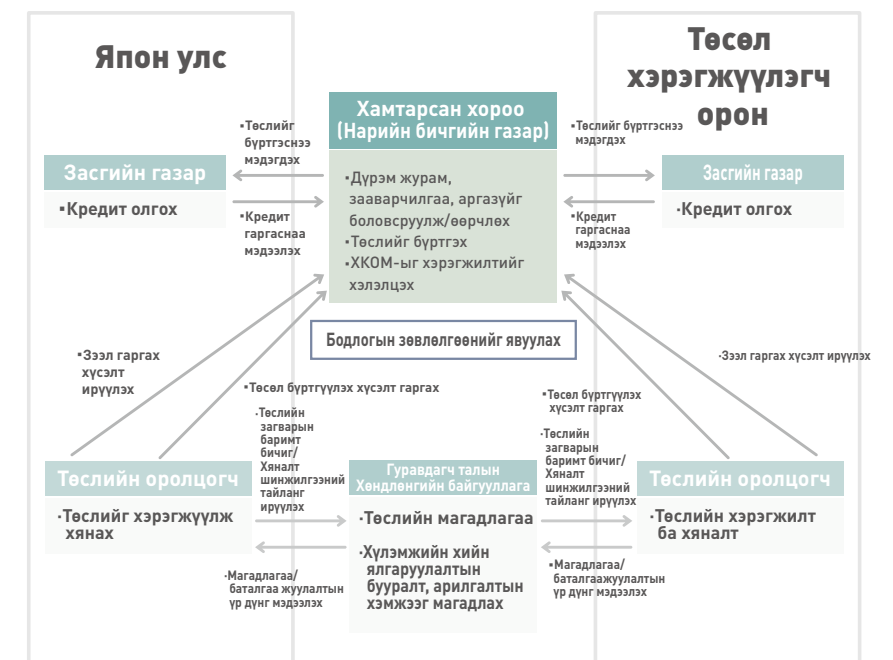 Япон улс
Төсөл
хэрэгжүүлэгч
орон
Хамтарсан хороо
(Нарийн бичгийн газар)
▪Дүрэм журам,
зааварчилгаа, аргазүйг
боловсруулж/өөрчлөх
▪Төслийг бүртгэх
▪ХКОМ-ыг хэрэгжилтийг
хэлэлцэх
▪Төслийг
бүртгэснээ
мэдэгдэх
▪Төслийг бүртгэснээ
мэдэгдэх
Засгийн газар
▪Кредит олгох
Засгийн газар
·Кредит олгох
▪Кредит
гаргаснаа
мэдээлэх
▪Кредит
гаргаснаа
мэдээлэх
Бодлогын зөвлөлгөөнийг явуулах
▪Зээл гаргах
хүсэлт
ирүүлэх
·Зээл гаргах хүсэлт ирүүлэх
▪Төсөл бүртгүүлэх хүсэлт гаргах
▪Төсөл бүртгүүлэх
хүсэлт гаргах
·Төслийн
загварын
баримт
бичиг/
Хяналт
шинжилгээний
тайланг
ирүүлэх
·Төслийн
загварын
баримт бичиг/
Хяналт
шинжилгээний
тайланг ирүүлэх
Төслийн оролцогч
·Төслийг хэрэгжүүлж
хянах
Гуравдагч талын
Хөндлөнгийн байгууллага
·Төслийн магадлагаа
·Хүлэмжийн хийн
ялгаруулалтын
бууралт, арилгалтын
хэмжээг магадлах
Төслийн оролцогч
·Төслийн хэрэгжилт
ба хяналт
·Магадлагаа/
баталгаа жуулалтын
үр дүнг мэдээлэх
▪Магадлагаа/
баталгаажуулалтын
үр дүнг мэдээлэх